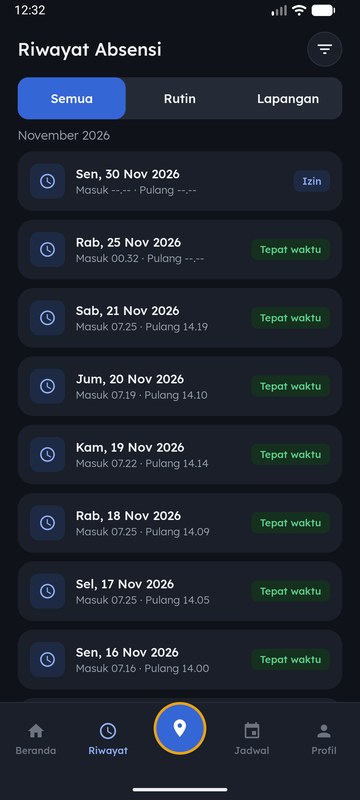 12:32
Riwayat Absensi
Semua Rutin Lapangan
November 2026
Sen, 30 Nov 2026
Masuk --.-- · Pulang --.--
Izin
Rab, 25 Nov 2026
Masuk 00.32 · Pulang --.--
Tepat waktu
Sab, 21 Nov 2026
Masuk 07.25 · Pulang 14.19
Tepat waktu
Jum, 20 Nov 2026
Masuk 07.19 · Pulang 14.10
Tepat waktu
Kam, 19 Nov 2026
Masuk 07.22 · Pulang 14.14
Tepat waktu
Rab, 18 Nov 2026
Masuk 07.25 · Pulang 14.09
Tepat waktu
Sel, 17 Nov 2026
Masuk 07.25 · Pulang 14.05
Tepat waktu
Sen, 16 Nov 2026
Masuk 07.16 · Pulang 14.00
Tepat waktu
Beranda Riwayat Jadwal Profil